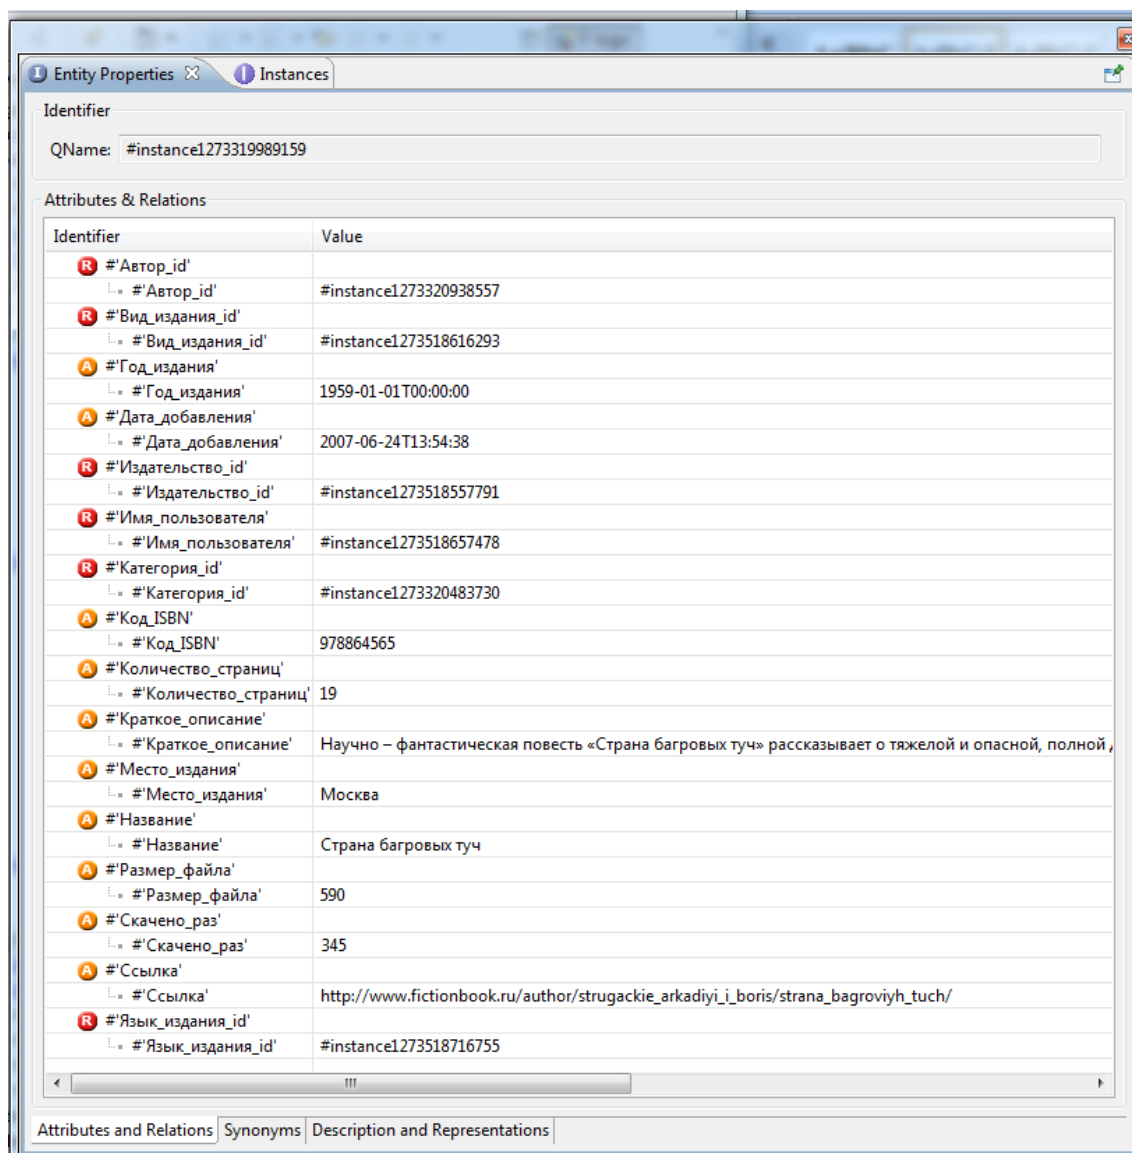 Entity Properties Instances
Identifier
QName: #instance1273319989159
Attributes & Relations
Identifier Value
R #'Автор_id'
#'Автор_id' #instance1273320938557
R #'Вид_издания_id'
#'Вид_издания_id' #instance1273518616293
A #'Год_издания'
#'Год_издания' 1959-01-01T00:00:00
A #'Дата_добавления'
#'Дата_добавления' 2007-06-24T13:54:38
R #'Издательство_id'
#'Издательство_id' #instance1273518557791
R #'Имя_пользователя'
#'Имя_пользователя' #instance1273518657478
R #'Категория_id'
#'Категория_id' #instance1273320483730
A #'Код_ISBN'
#'Код_ISBN' 978864565
A #'Количество_страниц'
#'Количество_страниц' 19
A #'Краткое_описание'
#'Краткое_описание' Научно – фантастическая повесть «Страна багровых туч» рассказывает о тяжелой и опасной, полной
A #'Место_издания'
#'Место_издания' Москва
A #'Название'
#'Название' Страна багровых туч
A #'Размер_файла'
#'Размер_файла' 590
A #'Скачено_раз'
#'Скачено_раз' 345
A #'Ссылка'
#'Ссылка' http://www.fictionbook.ru/author/strugackie_arkadiyi_i_boris/strana_bagroviyh_tuch/
R #'Язык_издания_id'
#'Язык_издания_id' #instance1273518716755
Attributes and Relations Synonyms Description and Representations